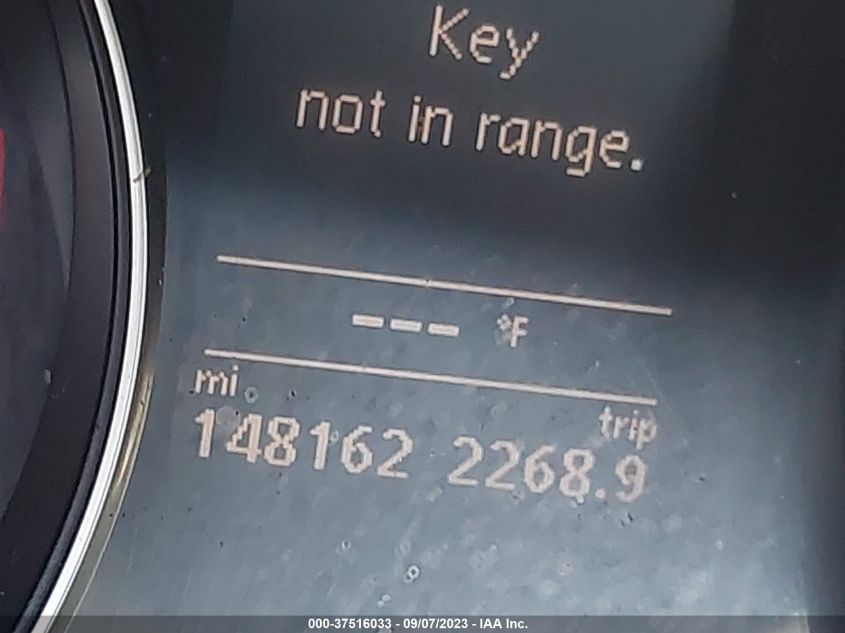 Key
not in range.
--- °F
mi
trip
148162 2268.9
000-37516033 - 09/07/2023 - IAA Inc.